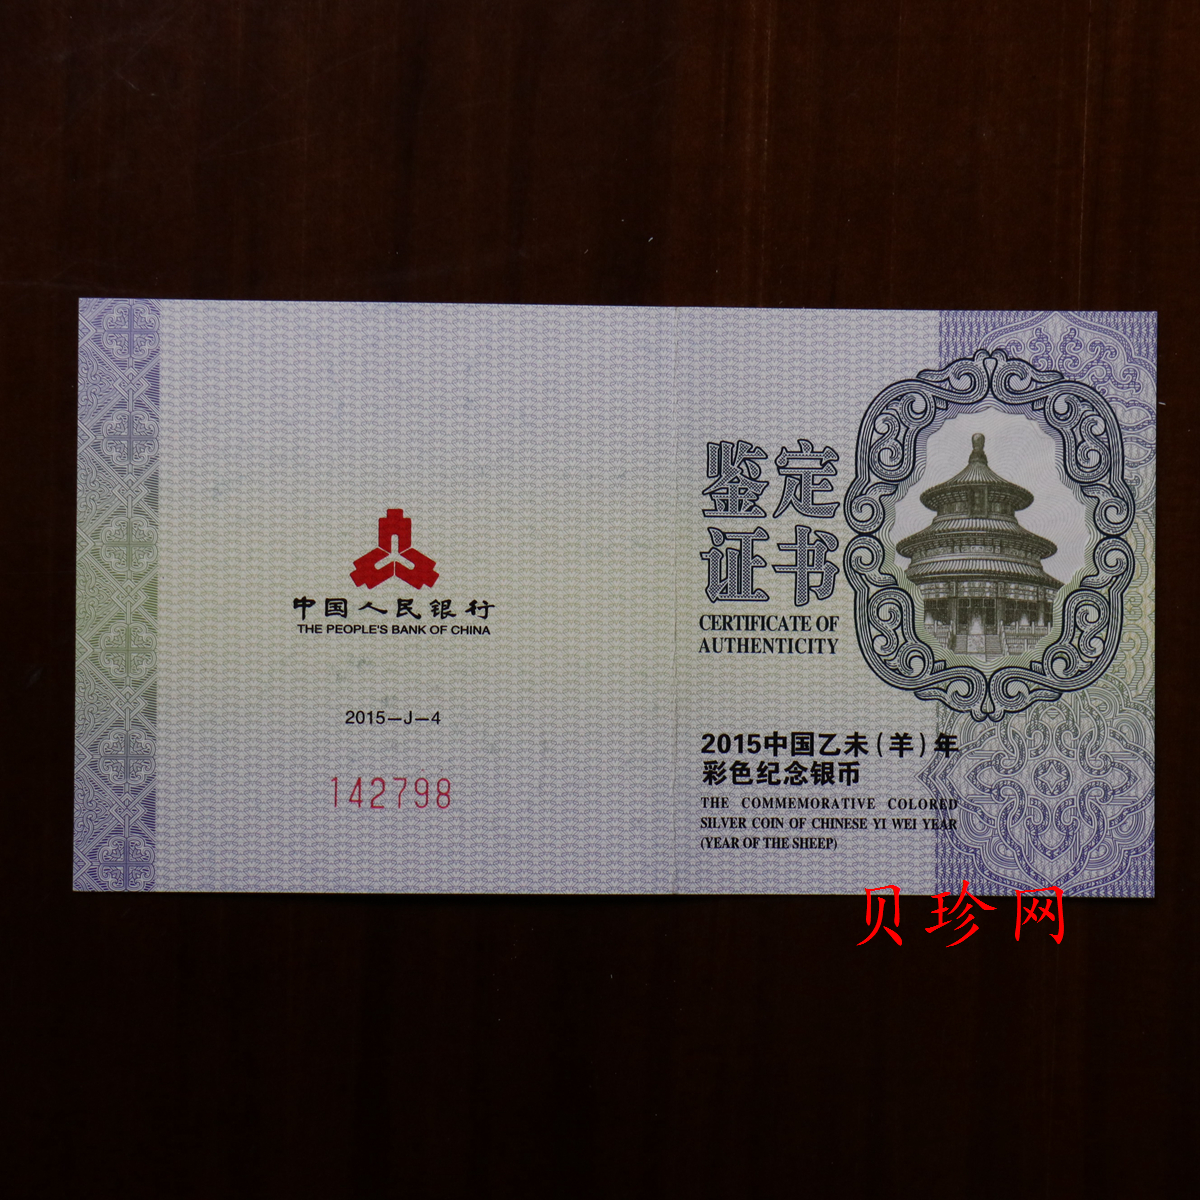 中国人民银行
THE PEOPLE'S BANK OF CHINA
2015—J—4
142798
鉴定
证书
CERTIFICATE OF
AUTHENTICITY
2015中国乙未(羊)年
彩色纪念银币
THE COMMEMORATIVE COLORED
SILVER COIN OF CHINESE YI WEI YEAR
(YEAR OF THE SHEEP)
贝珍网